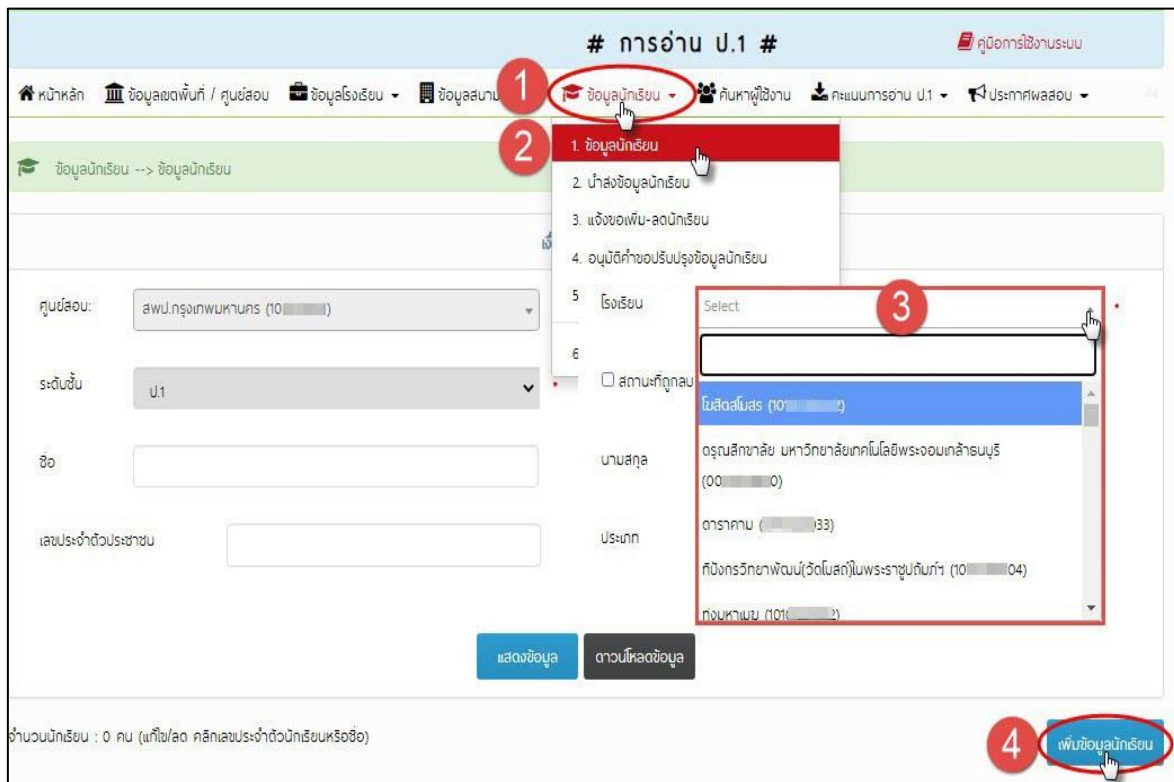 # การอ่าน ป.1 #
คู่มือการใช้งานระบบ
หน้าหลัก ข้อมูลเขตพื้นที่ / ศูนย์สอบ ข้อมูลโรงเรียน ข้อมูลสนาม 1 ข้อมูลนักเรียน ค้นหาผู้ใช้งาน คะแนนการอ่าน ป.1 ประกาศผลสอบ
2 1. ข้อมูลนักเรียน
ข้อมูลนักเรียน --> ข้อมูลนักเรียน
2. นำส่งข้อมูลนักเรียน
3. แจ้งขอเพิ่ม-ลดนักเรียน
4. อนุมัติคำขอปรับปรุงข้อมูลนักเรียน
5
6
ศูนย์สอบ: สพป.กรุงเทพมหานคร (10 )
โรงเรียน Select 3
ระดับชั้น ป.1 *
สถานะที่ถูกลบ
โฆสิตสโมสร (101 2)
ดรุณสิกขาลัย มหาวิทยาลัยเทคโนโลยีพระจอมเกล้าธนบุรี
(00 0)
ดาราคาม ( 033)
ทีปังกรวิทยาพัฒน์(วัดโบสถ์)ในพระราชูปถัมภ์ฯ (10 04)
ทุ่งมหาเมฆ (101 2)
ชื่อ นามสกุล
เลขประจำตัวประชาชน ประเภท
แสดงข้อมูล ดาวน์โหลดข้อมูล
จำนวนนักเรียน : 0 คน (แก้ไข/ลด คลิกเลขประจำตัวนักเรียนหรือชื่อ)
4 เพิ่มข้อมูลนักเรียน